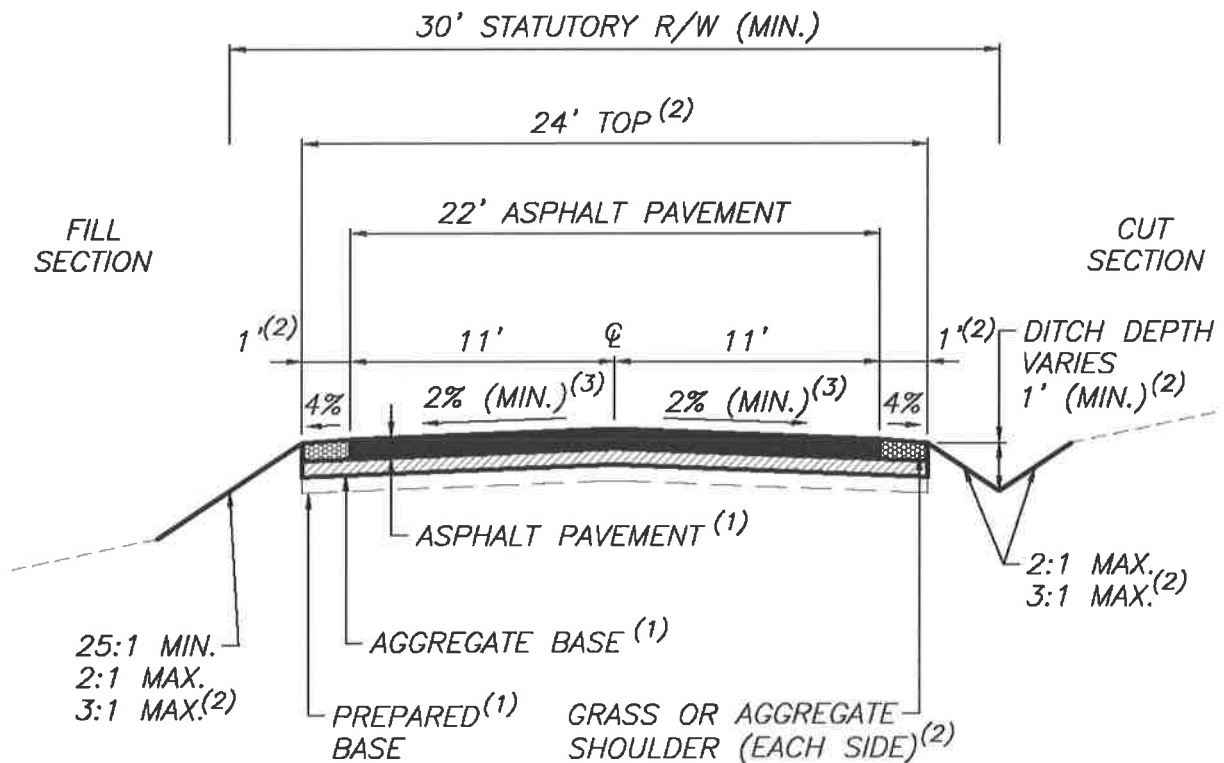 30' STATUTORY R/W (MIN.)
24' TOP (2)
22' ASPHALT PAVEMENT
FILL
SECTION
CUT
SECTION
1' (2)
11'
℄
11'
1' (2)
DITCH DEPTH
VARIES
1' (MIN.) (2)
4%
2% (MIN.) (3)
2% (MIN.) (3)
4%
ASPHALT PAVEMENT (1)
2:1 MAX.
3:1 MAX. (2)
25:1 MIN.
2:1 MAX.
3:1 MAX. (2)
AGGREGATE BASE (1)
PREPARED (1)
BASE
GRASS OR AGGREGATE
SHOULDER (EACH SIDE) (2)